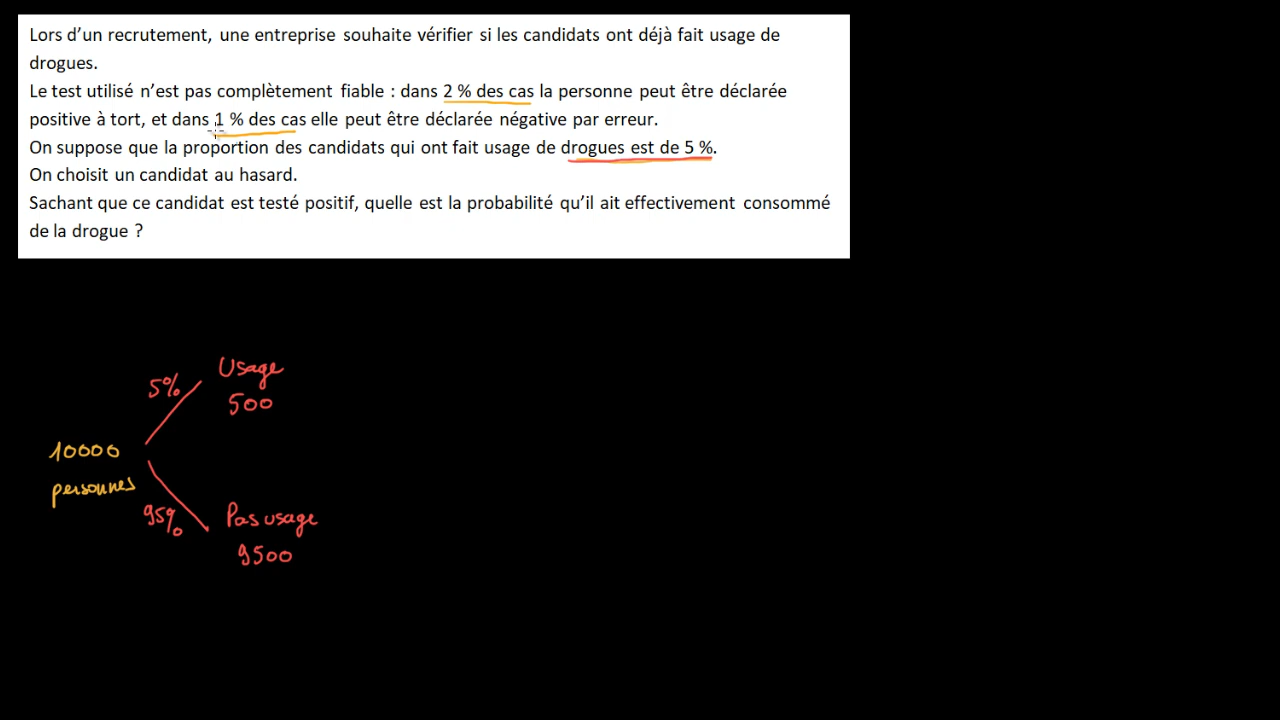 Lors d’un recrutement, une entreprise souhaite vérifier si les candidats ont déjà fait usage de
drogues.
Le test utilisé n’est pas complètement fiable : dans 2 % des cas la personne peut être déclarée
positive à tort, et dans 1 % des cas elle peut être déclarée négative par erreur.
On suppose que la proportion des candidats qui ont fait usage de drogues est de 5 %.
On choisit un candidat au hasard.
Sachant que ce candidat est testé positif, quelle est la probabilité qu’il ait effectivement consommé
de la drogue ?
Usage
5%
500
10000
personnes
95%
Pas usage
9500